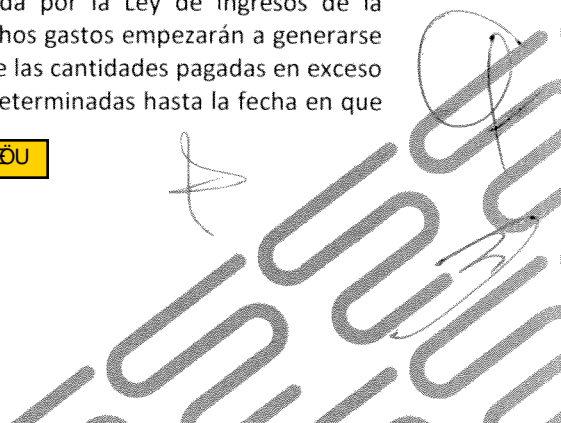 da por la Ley de Ingresos de la
hos gastos empezarán a generarse
e las cantidades pagadas en exceso
eterminadas hasta la fecha en que
ÖU